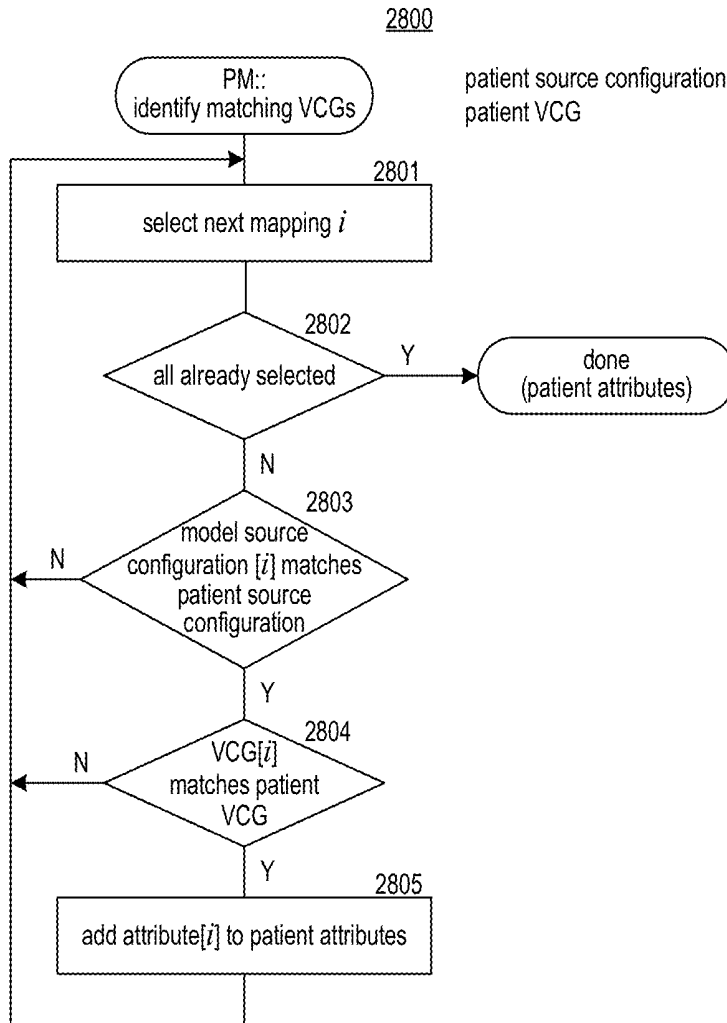 2800
PM::
identify matching VCGs
patient source configuration
patient VCG
2801
select next mapping i
2802
all already selected
Y
done
(patient attributes)
N
2803
model source
configuration [i] matches
patient source
configuration
N
Y
2804
VCG[i]
matches patient
VCG
N
Y
2805
add attribute[i] to patient attributes